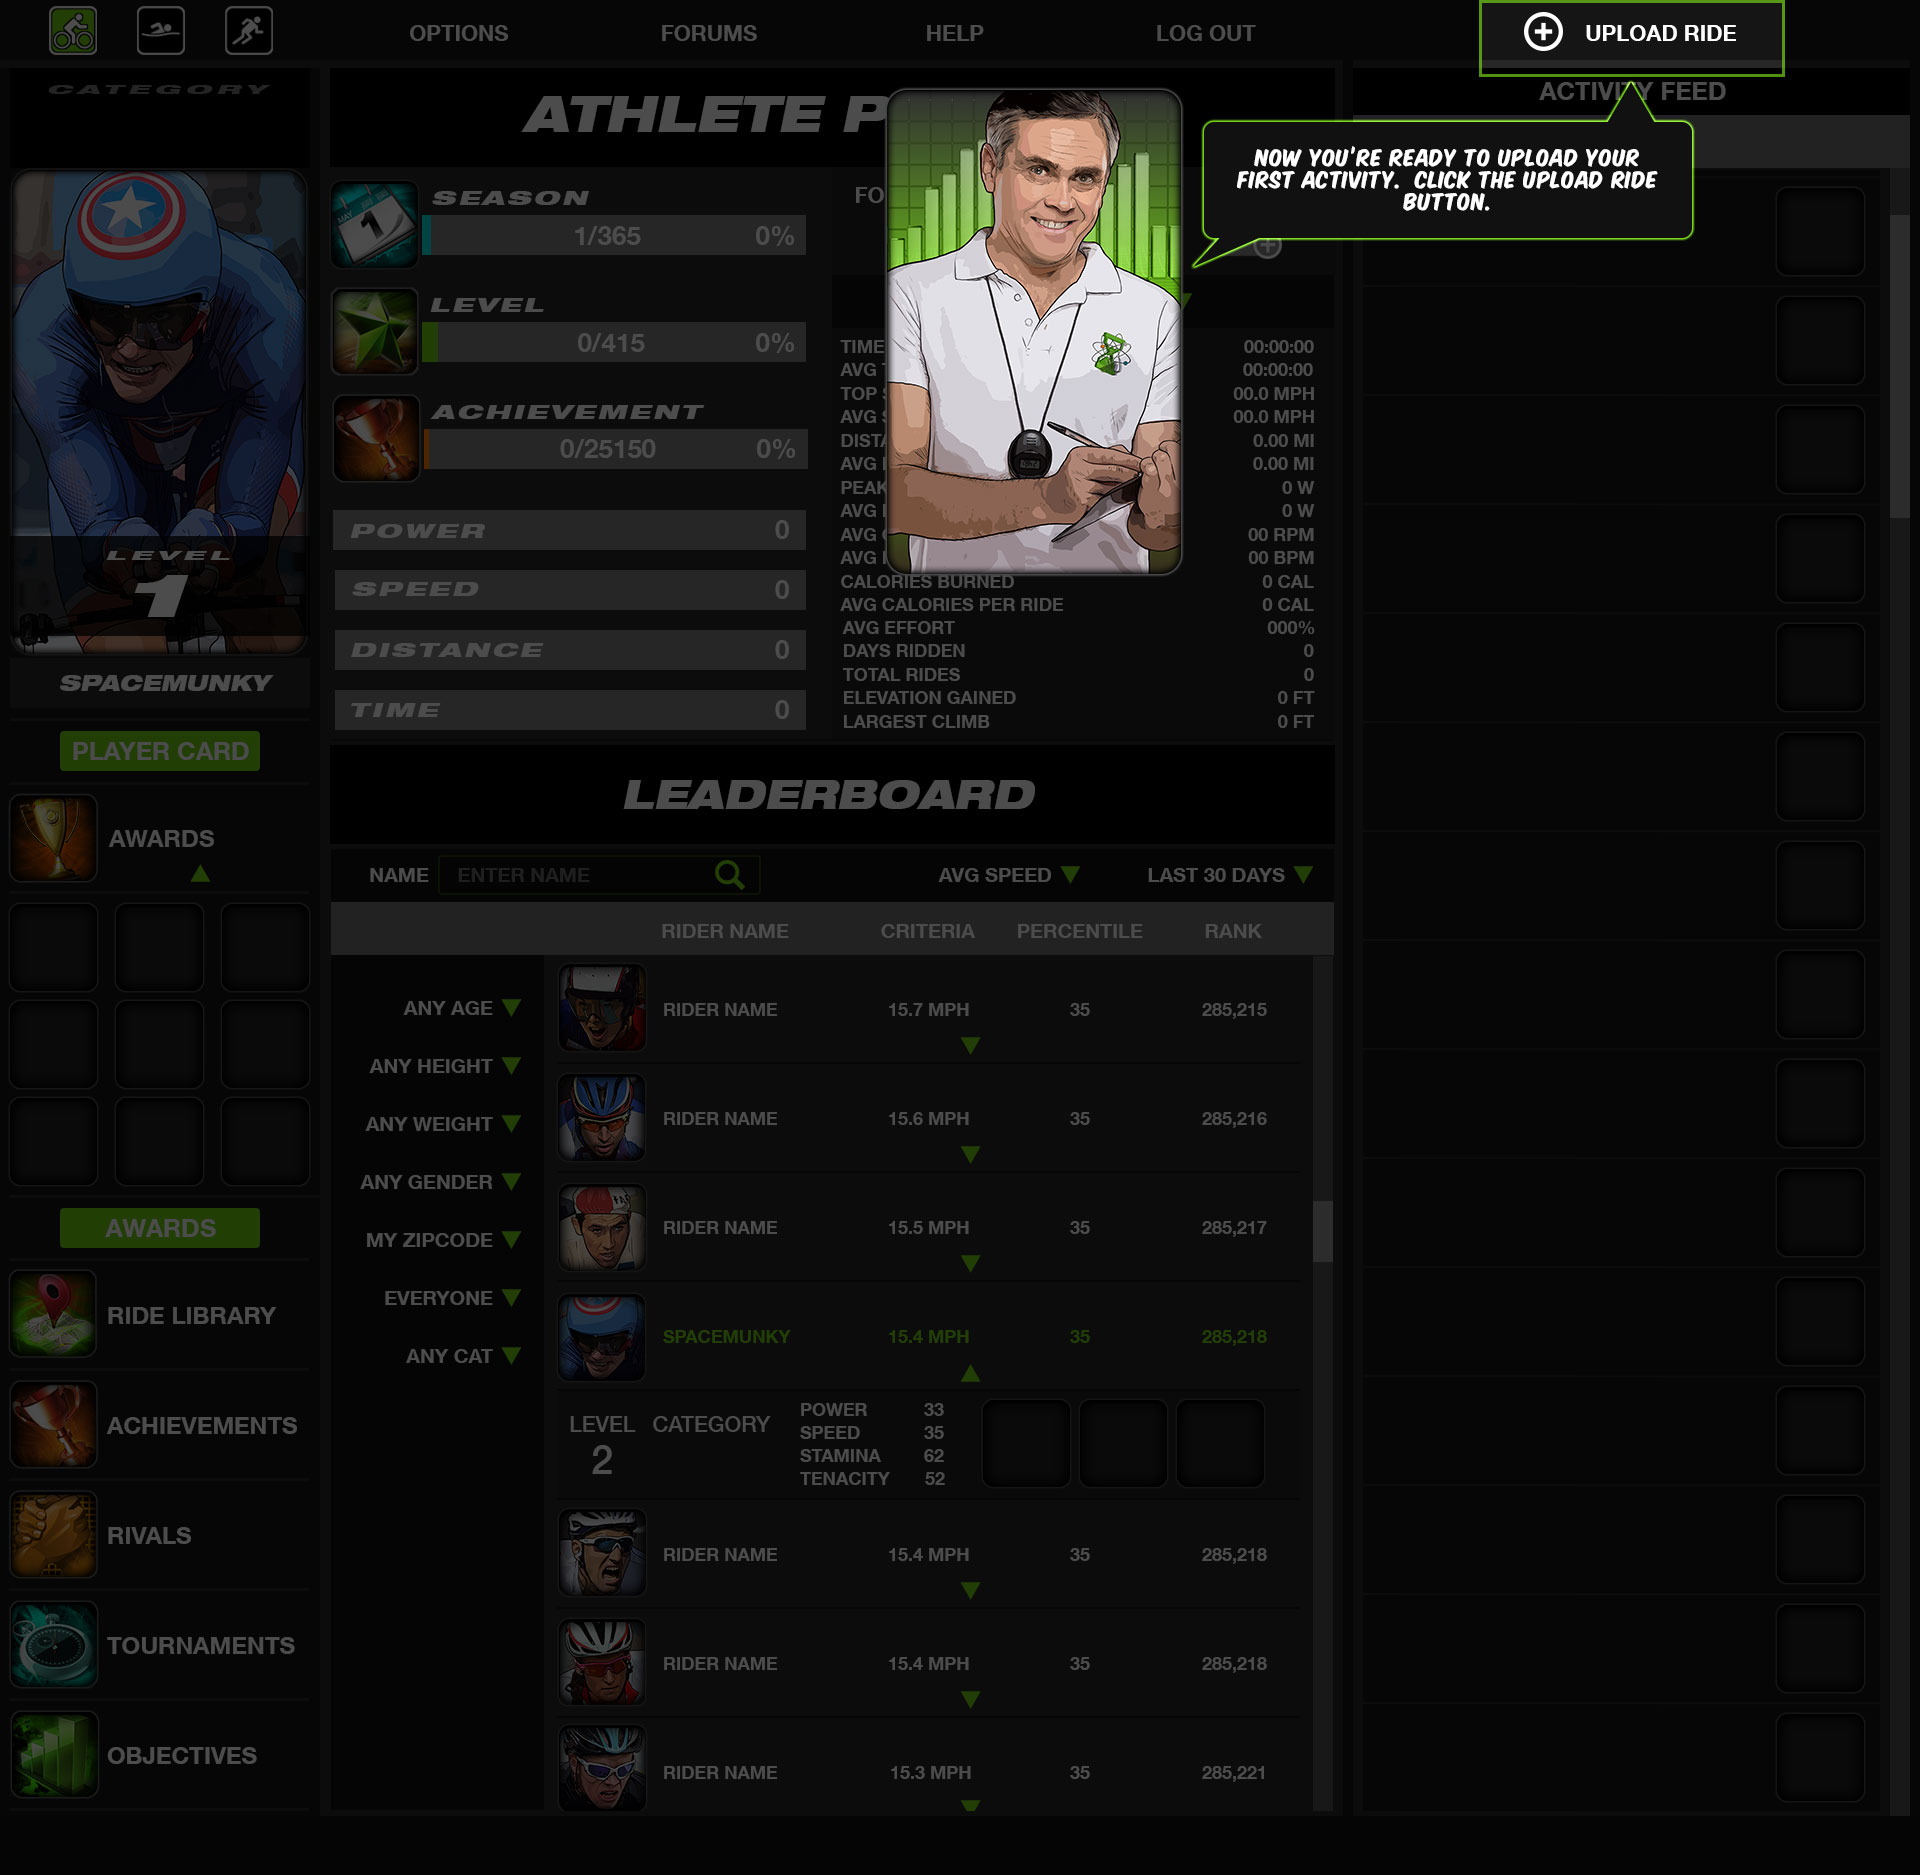 OPTIONS
FORUMS
HELP
LOG OUT
UPLOAD RIDE
CATEGORY
ATHLETE P
ACTIVITY FEED
NOW YOU'RE READY TO UPLOAD YOUR
FIRST ACTIVITY. CLICK THE UPLOAD RIDE
BUTTON.
LEVEL
1
SPACEMUNKY
PLAYER CARD
AWARDS
AWARDS
RIDE LIBRARY
ACHIEVEMENTS
RIVALS
TOURNAMENTS
OBJECTIVES
MAY
1
SEASON
1/365 0%
LEVEL
0/415 0%
ACHIEVEMENT
0/25150 0%
POWER 0
SPEED 0
DISTANCE 0
TIME 0
FO
TIME 00:00:00
AVG 00:00:00
TOP 00.0 MPH
AVG 00.0 MPH
DISTA 0.00 MI
AVG 0.00 MI
PEAK 0 W
AVG 0 W
AVG 00 RPM
AVG 00 BPM
CALORIES BURNED 0 CAL
AVG CALORIES PER RIDE 0 CAL
AVG EFFORT 000%
DAYS RIDDEN 0
TOTAL RIDES 0
ELEVATION GAINED 0 FT
LARGEST CLIMB 0 FT
LEADERBOARD
NAME ENTER NAME AVG SPEED LAST 30 DAYS
RIDER NAME CRITERIA PERCENTILE RANK
ANY AGE
ANY HEIGHT
ANY WEIGHT
ANY GENDER
MY ZIPCODE
EVERYONE
ANY CAT
RIDER NAME 15.7 MPH 35 285,215
RIDER NAME 15.6 MPH 35 285,216
RIDER NAME 15.5 MPH 35 285,217
SPACEMUNKY 15.4 MPH 35 285,218
LEVEL CATEGORY
2
POWER 33
SPEED 35
STAMINA 62
TENACITY 52
RIDER NAME 15.4 MPH 35 285,218
RIDER NAME 15.4 MPH 35 285,218
RIDER NAME 15.3 MPH 35 285,221